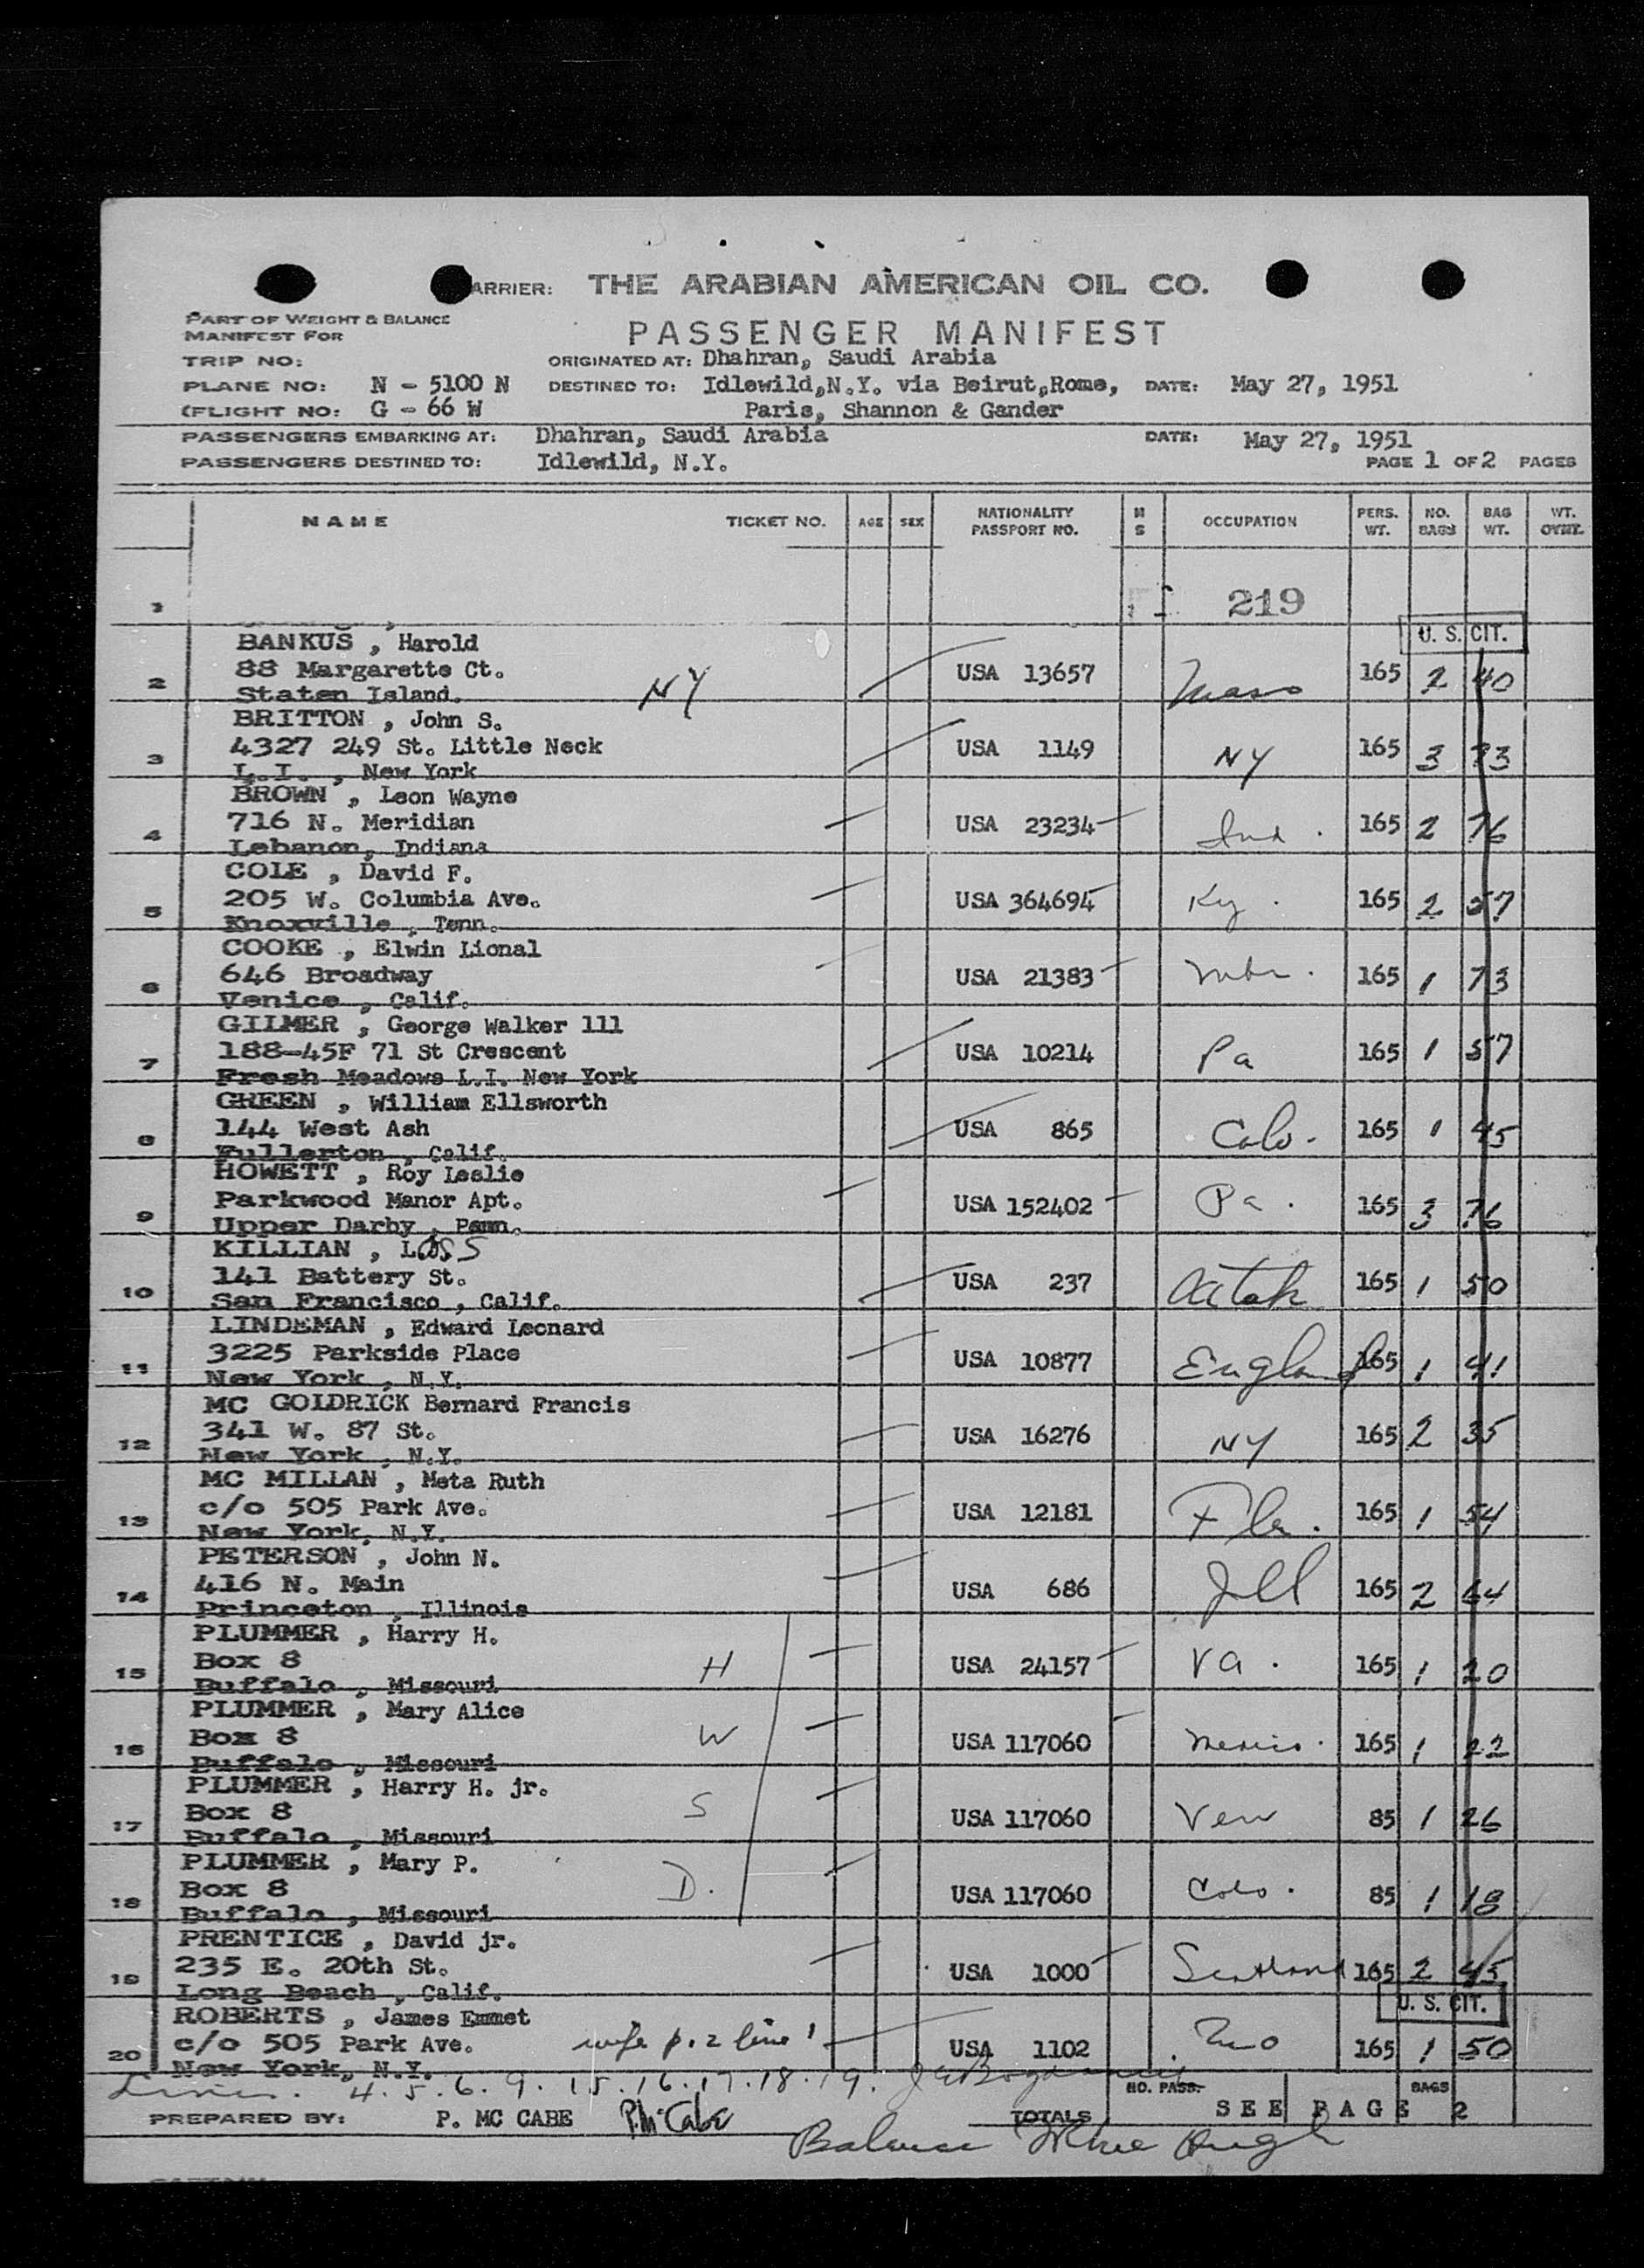 ARRIER: THE ARABIAN AMERICAN OIL CO.
PART OF WEIGHT & BALANCE
MANIFEST FOR
PASSENGER MANIFEST
TRIP NO: ORIGINATED AT: Dhahran, Saudi Arabia
PLANE NO: N - 5100 N DESTINED TO: Idlewild,N.Y. via Beirut,Rome, DATE: May 27, 1951
(FLIGHT NO: G - 66 W Paris, Shannon & Gander
PASSENGERS EMBARKING AT: Dhahran, Saudi Arabia DATE: May 27, 1951
PASSENGERS DESTINED TO: Idlewild, N.Y. PAGE 1 OF 2 PAGES
NAME TICKET NO. AGE SEX NATIONALITY PASSPORT NO. M S OCCUPATION PERS. WT. NO. BAGS BAG WT. WT. OVNT.
1 219
U. S. CIT.
BANKUS , Harold
88 Margarette Ct. USA 13657 Mass 165 2 40
2 Staten Island. NY
BRITTON , John S.
4327 249 St. Little Neck USA 1149 NY 165 3 73
3 L.I. , New York
BROWN , Leon Wayne
716 N. Meridian USA 23234 Ind . 165 2 76
4 Lebanon, Indiana
COLE , David F.
205 W. Columbia Ave. USA 364694 Ky . 165 2 57
5 Knoxville , Tenn.
COOKE , Elwin Lional
646 Broadway USA 21383 165 1 73
6 Venice , Calif.
GILMER , George Walker 111
188-45F 71 St Crescent USA 10214 Pa 165 1 57
7 Fresh Meadows L.I. New York
GREEN , William Ellsworth
144 West Ash USA 865 Colo. 165 1 45
8 Fullerton , Calif.
HOWETT , Roy Leslie
Parkwood Manor Apt. USA 152402 Pa . 165 3 76
9 Upper Darby , Penn.
KILLIAN ,
141 Battery St. USA 237 165 1 50
10 San Francisco , Calif.
LINDEMAN , Edward Leonard
3225 Parkside Place USA 10877 England 165 1 41
11 New York , N.Y.
MC GOLDRICK Bernard Francis
341 W. 87 St. USA 16276 NY 165 2 35
12 New York , N.Y.
MC MILLAN , Meta Ruth
c/o 505 Park Ave. USA 12181 Fla . 165 1 54
13 New York, N.Y.
PETERSON , John N.
416 N. Main USA 686 Ill 165 2 64
14 Princeton , Illinois
PLUMMER , Harry H.
Box 8 H USA 24157 Va . 165 1 20
15 Buffalo , Missouri
PLUMMER , Mary Alice
Box 8 W USA 117060 Mexico . 165 1 22
16 Buffalo , Missouri
PLUMMER , Harry H. jr.
Box 8 S USA 117060 Ven 85 1 26
17 Buffalo , Missouri
PLUMMER , Mary P.
Box 8 D. USA 117060 Colo . 85 1 18
18 Buffalo , Missouri
PRENTICE , David jr.
235 E. 20th St. USA 1000 Scotland 165 2 45
19 Long Beach , Calif.
U. S. CIT.
ROBERTS , James Emmet
c/o 505 Park Ave. wife p. 2 line 1 USA 1102 Mo 165 1 50
20 New York, N.Y.
Lines. 4. 5. 6. 9. 15. 16. 17. 18. 19.
NO. PASS. BAGS
PREPARED BY: P. MC CABE PMcCabe TOTALS SEE PAGE 2
Balance